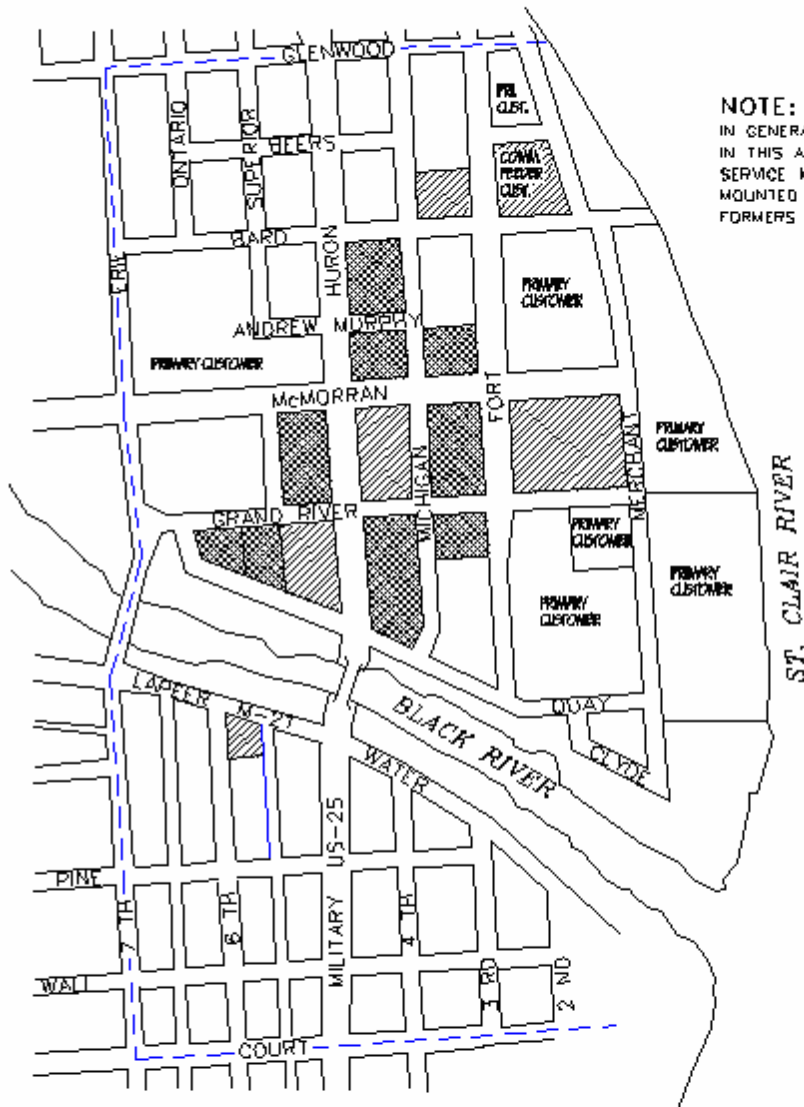 GLENWOOD
PRI.
CUST.
NOTE:
IN GENERA
IN THIS A
SERVICE
MOUNTED
FORMERS
ONTARIO
SUPERIOR
BEERS
COMM.
FEEDER
CUST.
BARD
HURON
ERIE
PRIMARY
CUSTOMER
ANDREW MURPHY
PRIMARY CUSTOMER
McMORRAN
FORT
MERCHANT
PRIMARY
CUSTOMER
MICHIGAN
GRAND RIVER
PRIMARY
CUSTOMER
ST. CLAIR RIVER
PRIMARY
CUSTOMER
PRIMARY
CUSTOMER
LAPEER M-21
QUAY
BLACK RIVER
WATER
CLYDE
US-25
PINE
7 TH
6 TH
MILITARY
4 TH
WALL
3 RD
2 ND
COURT